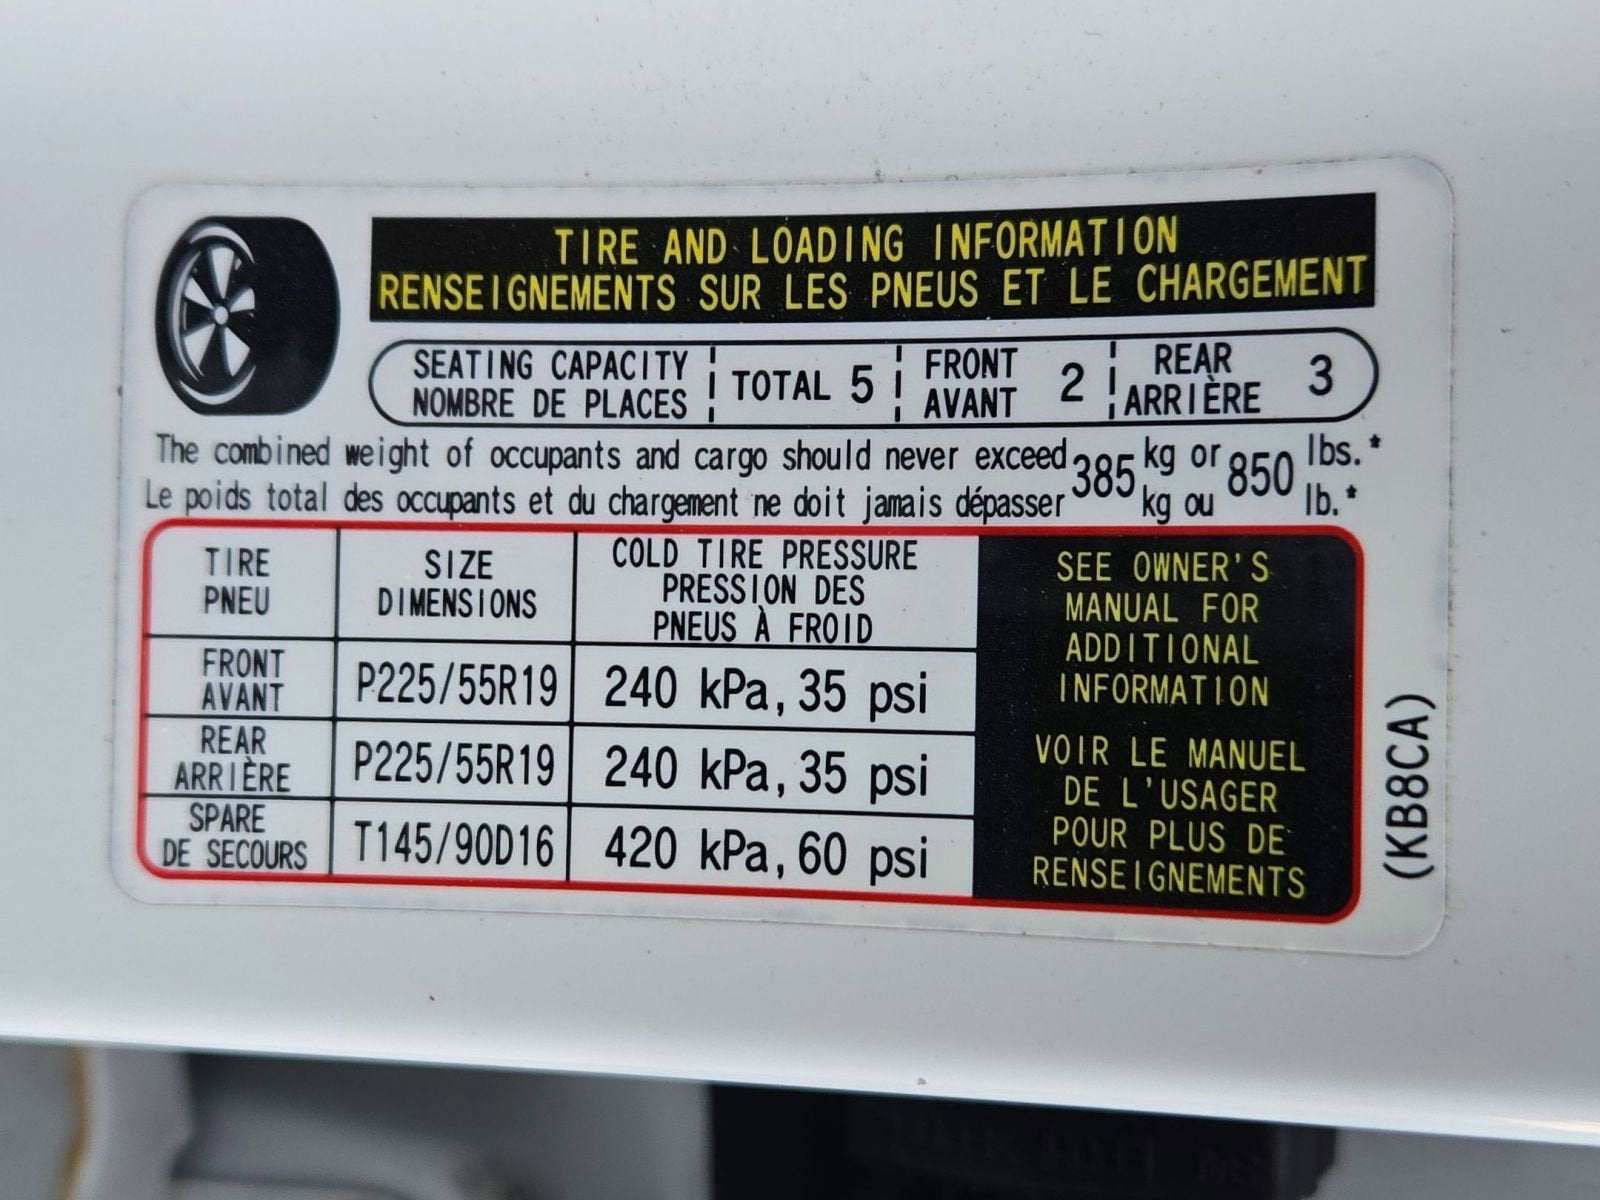 TIRE AND LOADING INFORMATION
RENSEIGNEMENTS SUR LES PNEUS ET LE CHARGEMENT
SEATING CAPACITY
NOMBRE DE PLACES
TOTAL 5
FRONT
AVANT
2
REAR
ARRIÈRE
3
The combined weight of occupants and cargo should never exceed 385 kg or 850 lbs.*
Le poids total des occupants et du chargement ne doit jamais dépasser kg ou lb.*
TIRE
PNEU
SIZE
DIMENSIONS
COLD TIRE PRESSURE
PRESSION DES
PNEUS À FROID
FRONT
AVANT
P225/55R19
240 kPa, 35 psi
REAR
ARRIÈRE
P225/55R19
240 kPa, 35 psi
SPARE
DE SECOURS
T145/90D16
420 kPa, 60 psi
SEE OWNER'S
MANUAL FOR
ADDITIONAL
INFORMATION
VOIR LE MANUEL
DE L'USAGER
POUR PLUS DE
RENSEIGNEMENTS
(KB8CA)